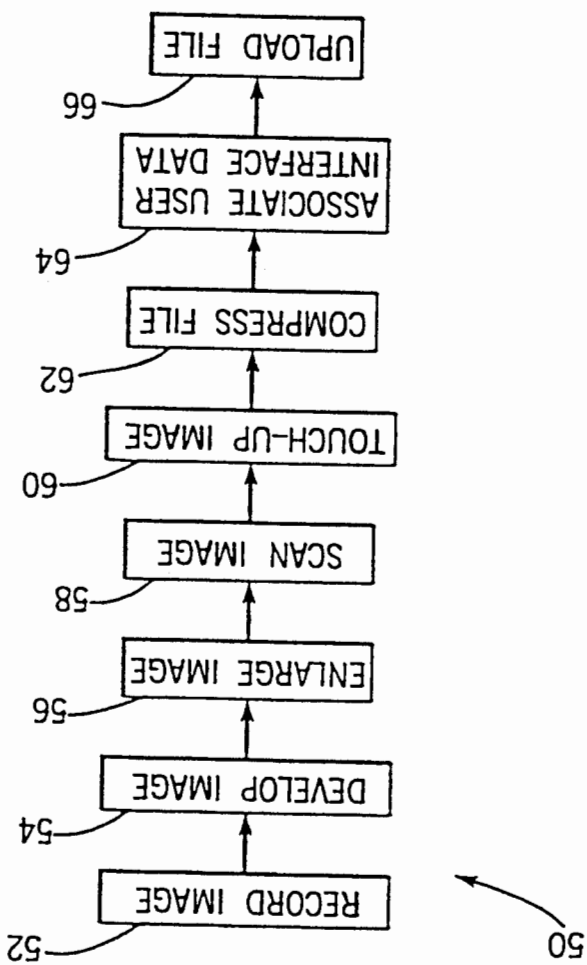 50
52
RECORD IMAGE
54
DEVELOP IMAGE
56
ENLARGE IMAGE
58
SCAN IMAGE
60
TOUCH-UP IMAGE
62
COMPRESS FILE
64
ASSOCIATE USER
INTERFACE DATA
66
UPLOAD FILE